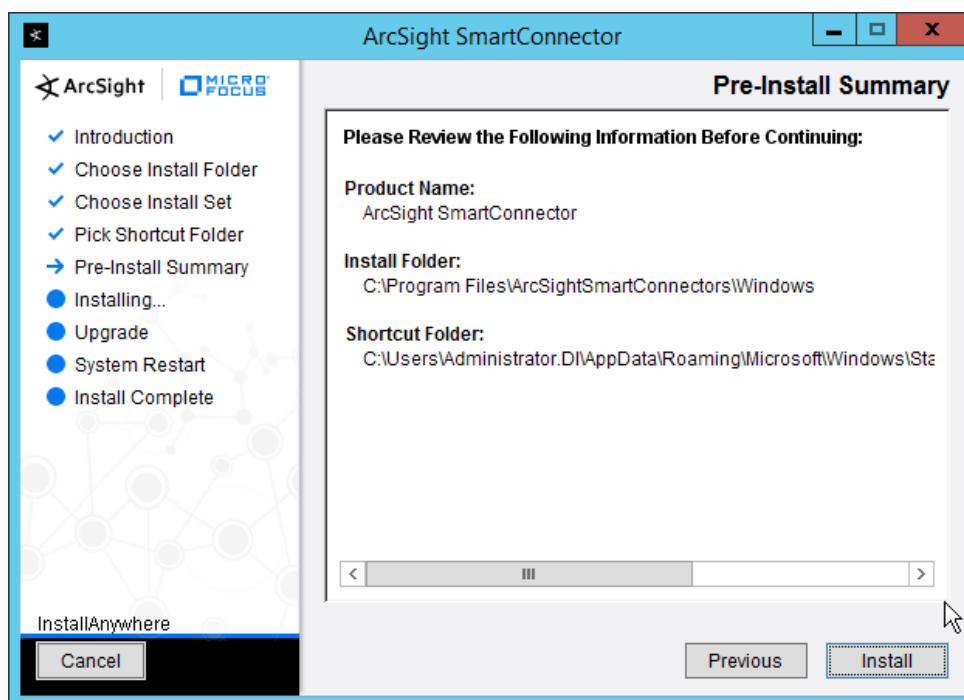 ArcSight SmartConnector
ArcSight
MICRO
FOCUS
Introduction
Choose Install Folder
Choose Install Set
Pick Shortcut Folder
Pre-Install Summary
Installing...
Upgrade
System Restart
Install Complete
InstallAnywhere
Cancel
Pre-Install Summary
Please Review the Following Information Before Continuing:
Product Name:
ArcSight SmartConnector
Install Folder:
C:\Program Files\ArcSightSmartConnectors\Windows
Shortcut Folder:
C:\Users\Administrator.DI\AppData\Roaming\Microsoft\Windows\Sta
Previous
Install